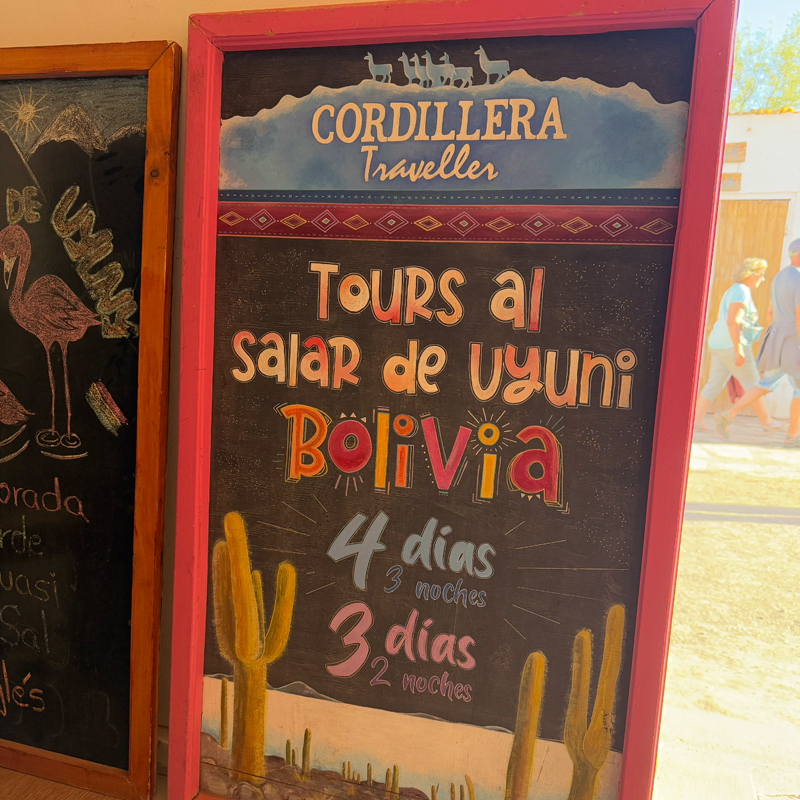 DE
UYUNI
orada
rde
uasi
Sal
glés
CORDILLERA
Traveller
TOURS al
SALAR de UYUNI
BOLIVIA
4 días
3 noches
3 días
2 noches